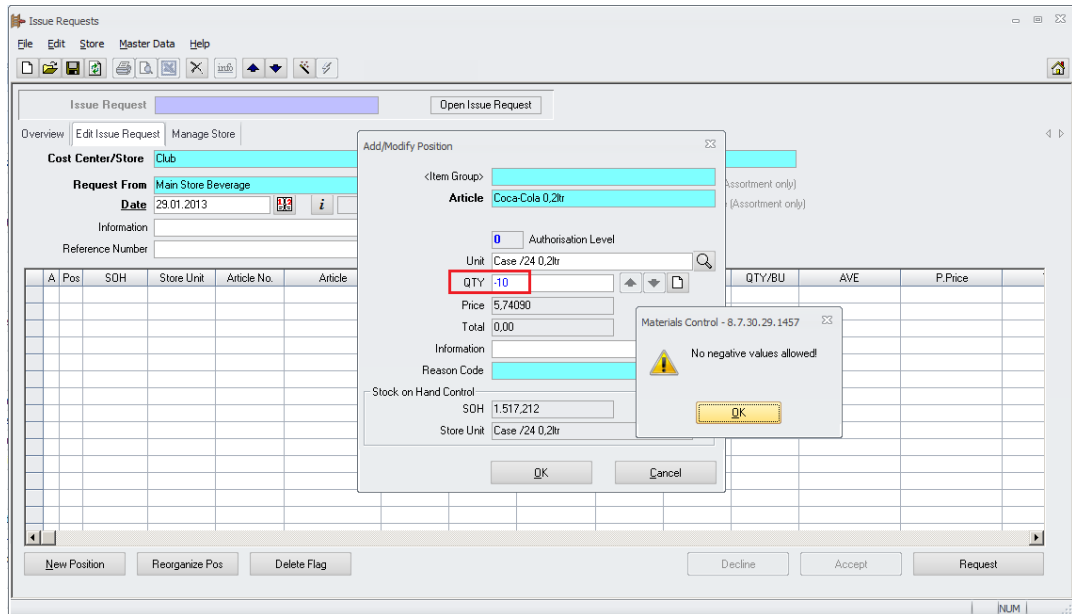 Issue Requests
File Edit Store Master Data Help
info
Issue Request
Open Issue Request
Overview Edit Issue Request Manage Store
Cost Center/Store Club
Request From Main Store Beverage
Assortment only)
Date 29.01.2013
i
(Assortment only)
Information
Reference Number
A Pos SOH Store Unit Article No. Article QTY/BU AVE P.Price
Add/Modify Position
<Item Group>
Article Coca-Cola 0,2ltr
0 Authorisation Level
Unit Case /24 0,2ltr
QTY -10
Price 5,74090
Total 0,00
Information
Reason Code
Stock on Hand Control
SOH 1.517,212
Store Unit Case /24 0,2ltr
OK Cancel
Materials Control - 8.7.30.29.1457
No negative values allowed!
OK
New Position Reorganize Pos Delete Flag Decline Accept Request
NUM